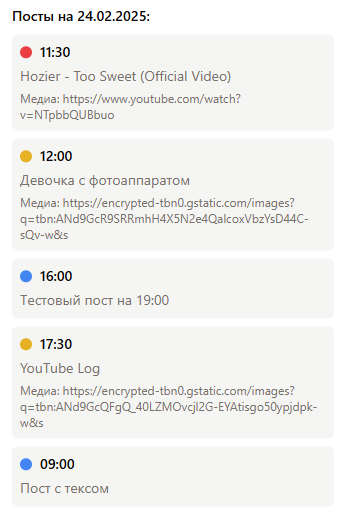 Посты на 24.02.2025:
11:30
Hozier - Too Sweet (Official Video)
Медиа: https://www.youtube.com/watch?
v=NTpbbQUBbuo
12:00
Девочка с фотоаппаратом
Медиа: https://encrypted-tbn0.gstatic.com/images?
q=tbn:ANd9GcR9SRRmhH4X5N2e4QalcoxVbzYsD44C-
sQv-w&s
16:00
Тестовый пост на 19:00
17:30
YouTube Log
Медиа: https://encrypted-tbn0.gstatic.com/images?
q=tbn:ANd9GcQFgQ_40LZMOvcjl2G-EYAtisgo50ypjdpk-
w&s
09:00
Пост с тексом